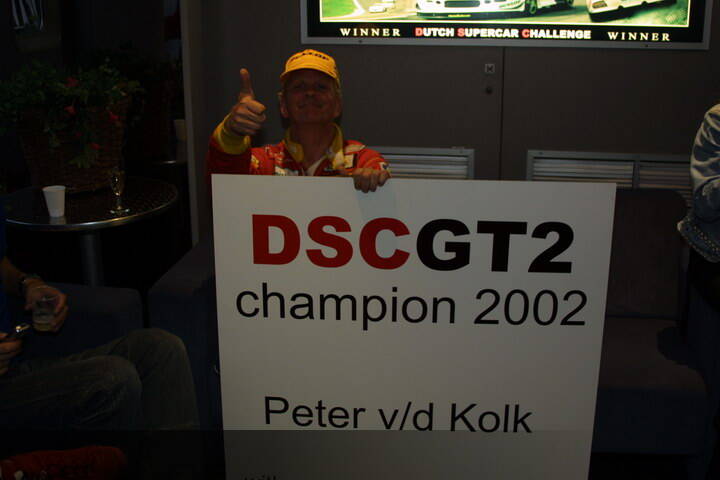 WINNER DUTCH SUPERCAR CHALLENGE WINNER
DSCGT2
champion 2002
Peter v/d Kolk